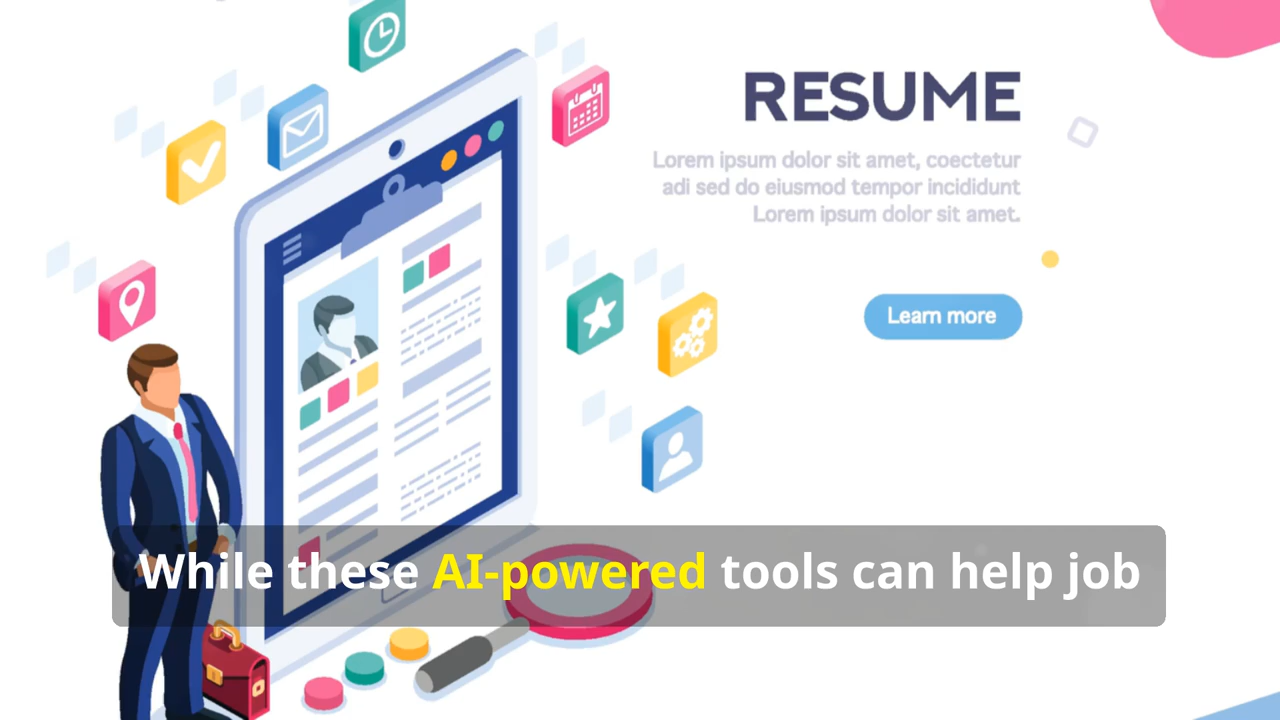 RESUME
Lorem ipsum dolor sit amet, coectetur
adi sed do eiusmod tempor incididunt
Lorem ipsum dolor sit amet.
Learn more
While these AI-powered tools can help job